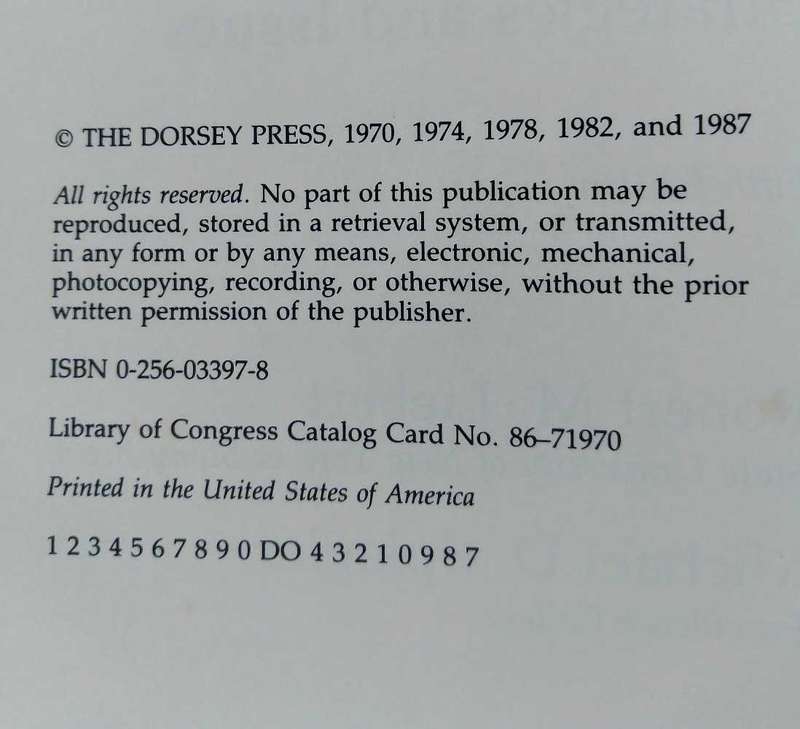 © THE DORSEY PRESS, 1970, 1974, 1978, 1982, and 1987
All rights reserved. No part of this publication may be
reproduced, stored in a retrieval system, or transmitted,
in any form or by any means, electronic, mechanical,
photocopying, recording, or otherwise, without the prior
written permission of the publisher.
ISBN 0-256-03397-8
Library of Congress Catalog Card No. 86–71970
Printed in the United States of America
1 2 3 4 5 6 7 8 9 0 DO 4 3 2 1 0 9 8 7